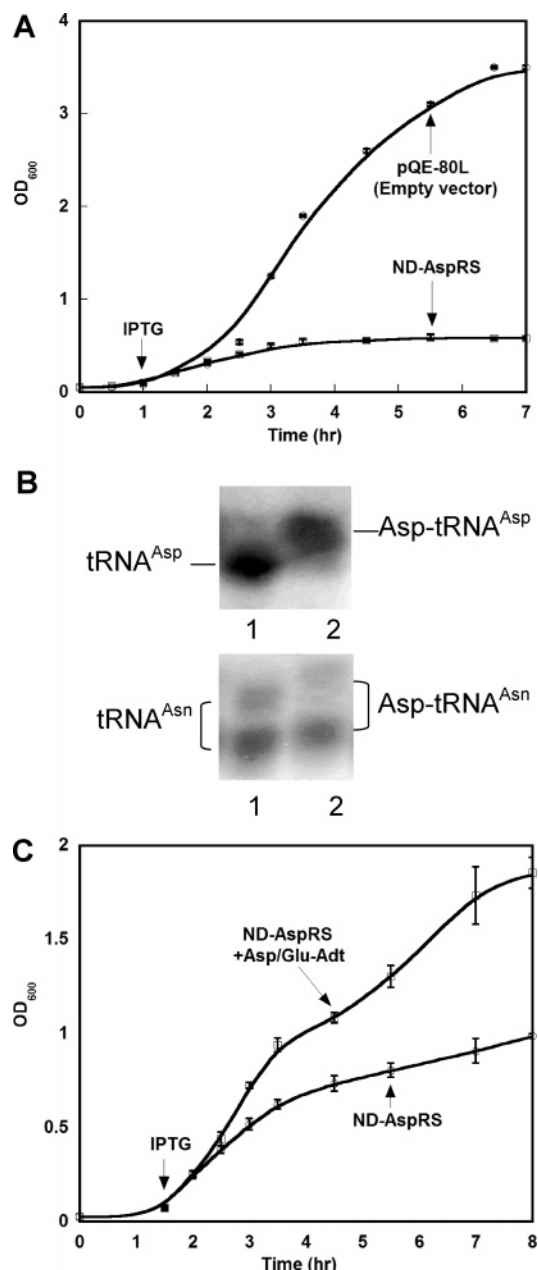 A
4
3
2
1
0
OD600
pQE-80L
(Empty vector)
ND-AspRS
IPTG
0 1 2 3 4 5 6 7
Time (hr)
B
tRNAAsp
Asp-tRNAAsp
1 2
tRNAAsn
Asp-tRNAAsn
1 2
C
2
1.5
1
0.5
0
OD600
ND-AspRS
+Asp/Glu-Adt
IPTG
ND-AspRS
0 1 2 3 4 5 6 7 8
Time (hr)